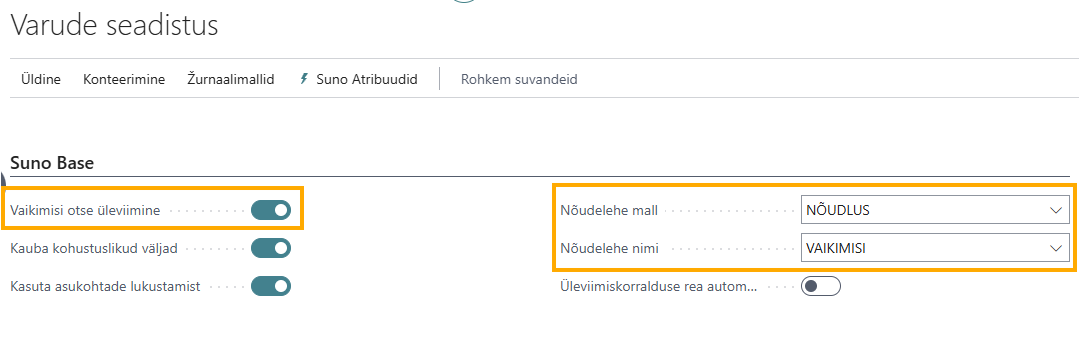 Varude seadistus
Üldine Konteerimine Žurnaalimallid Suno Atribuudid Rohkem suvandeid
Suno Base
Vaikimisi otse üleviimine Nõudelehe mall NÕUDLUS
Kauba kohustuslikud väljad Nõudelehe nimi VAIKIMISI
Kasuta asukohtade lukustamist Üleviimiskorralduse rea autom...